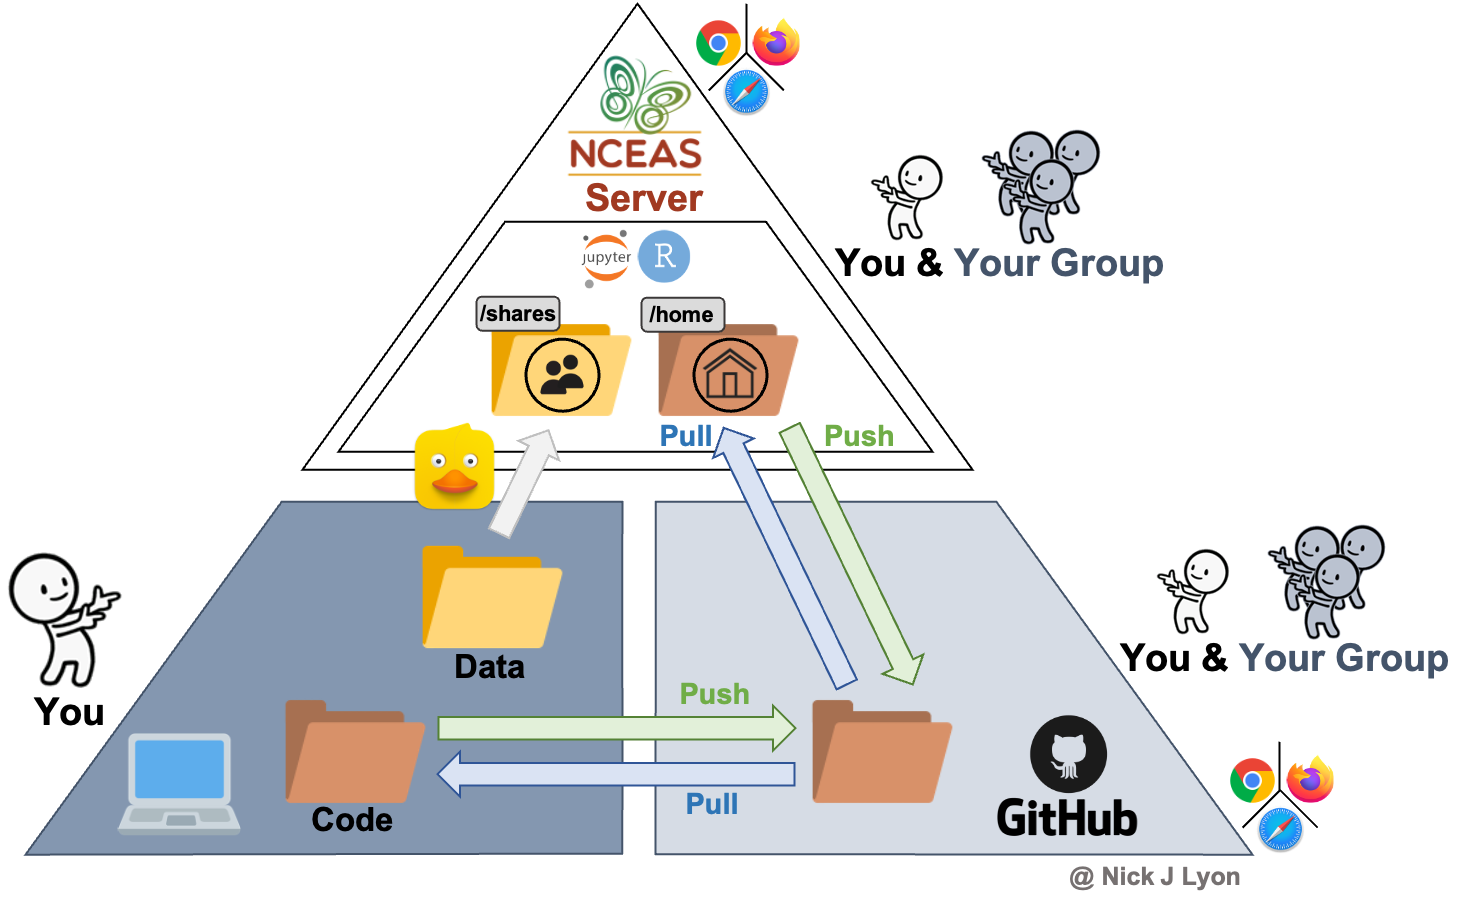 NCEAS
Server
jupyter
R
/shares
/home
You & Your Group
Pull
Push
Data
You
You & Your Group
Push
Code
Pull
GitHub
@ Nick J Lyon